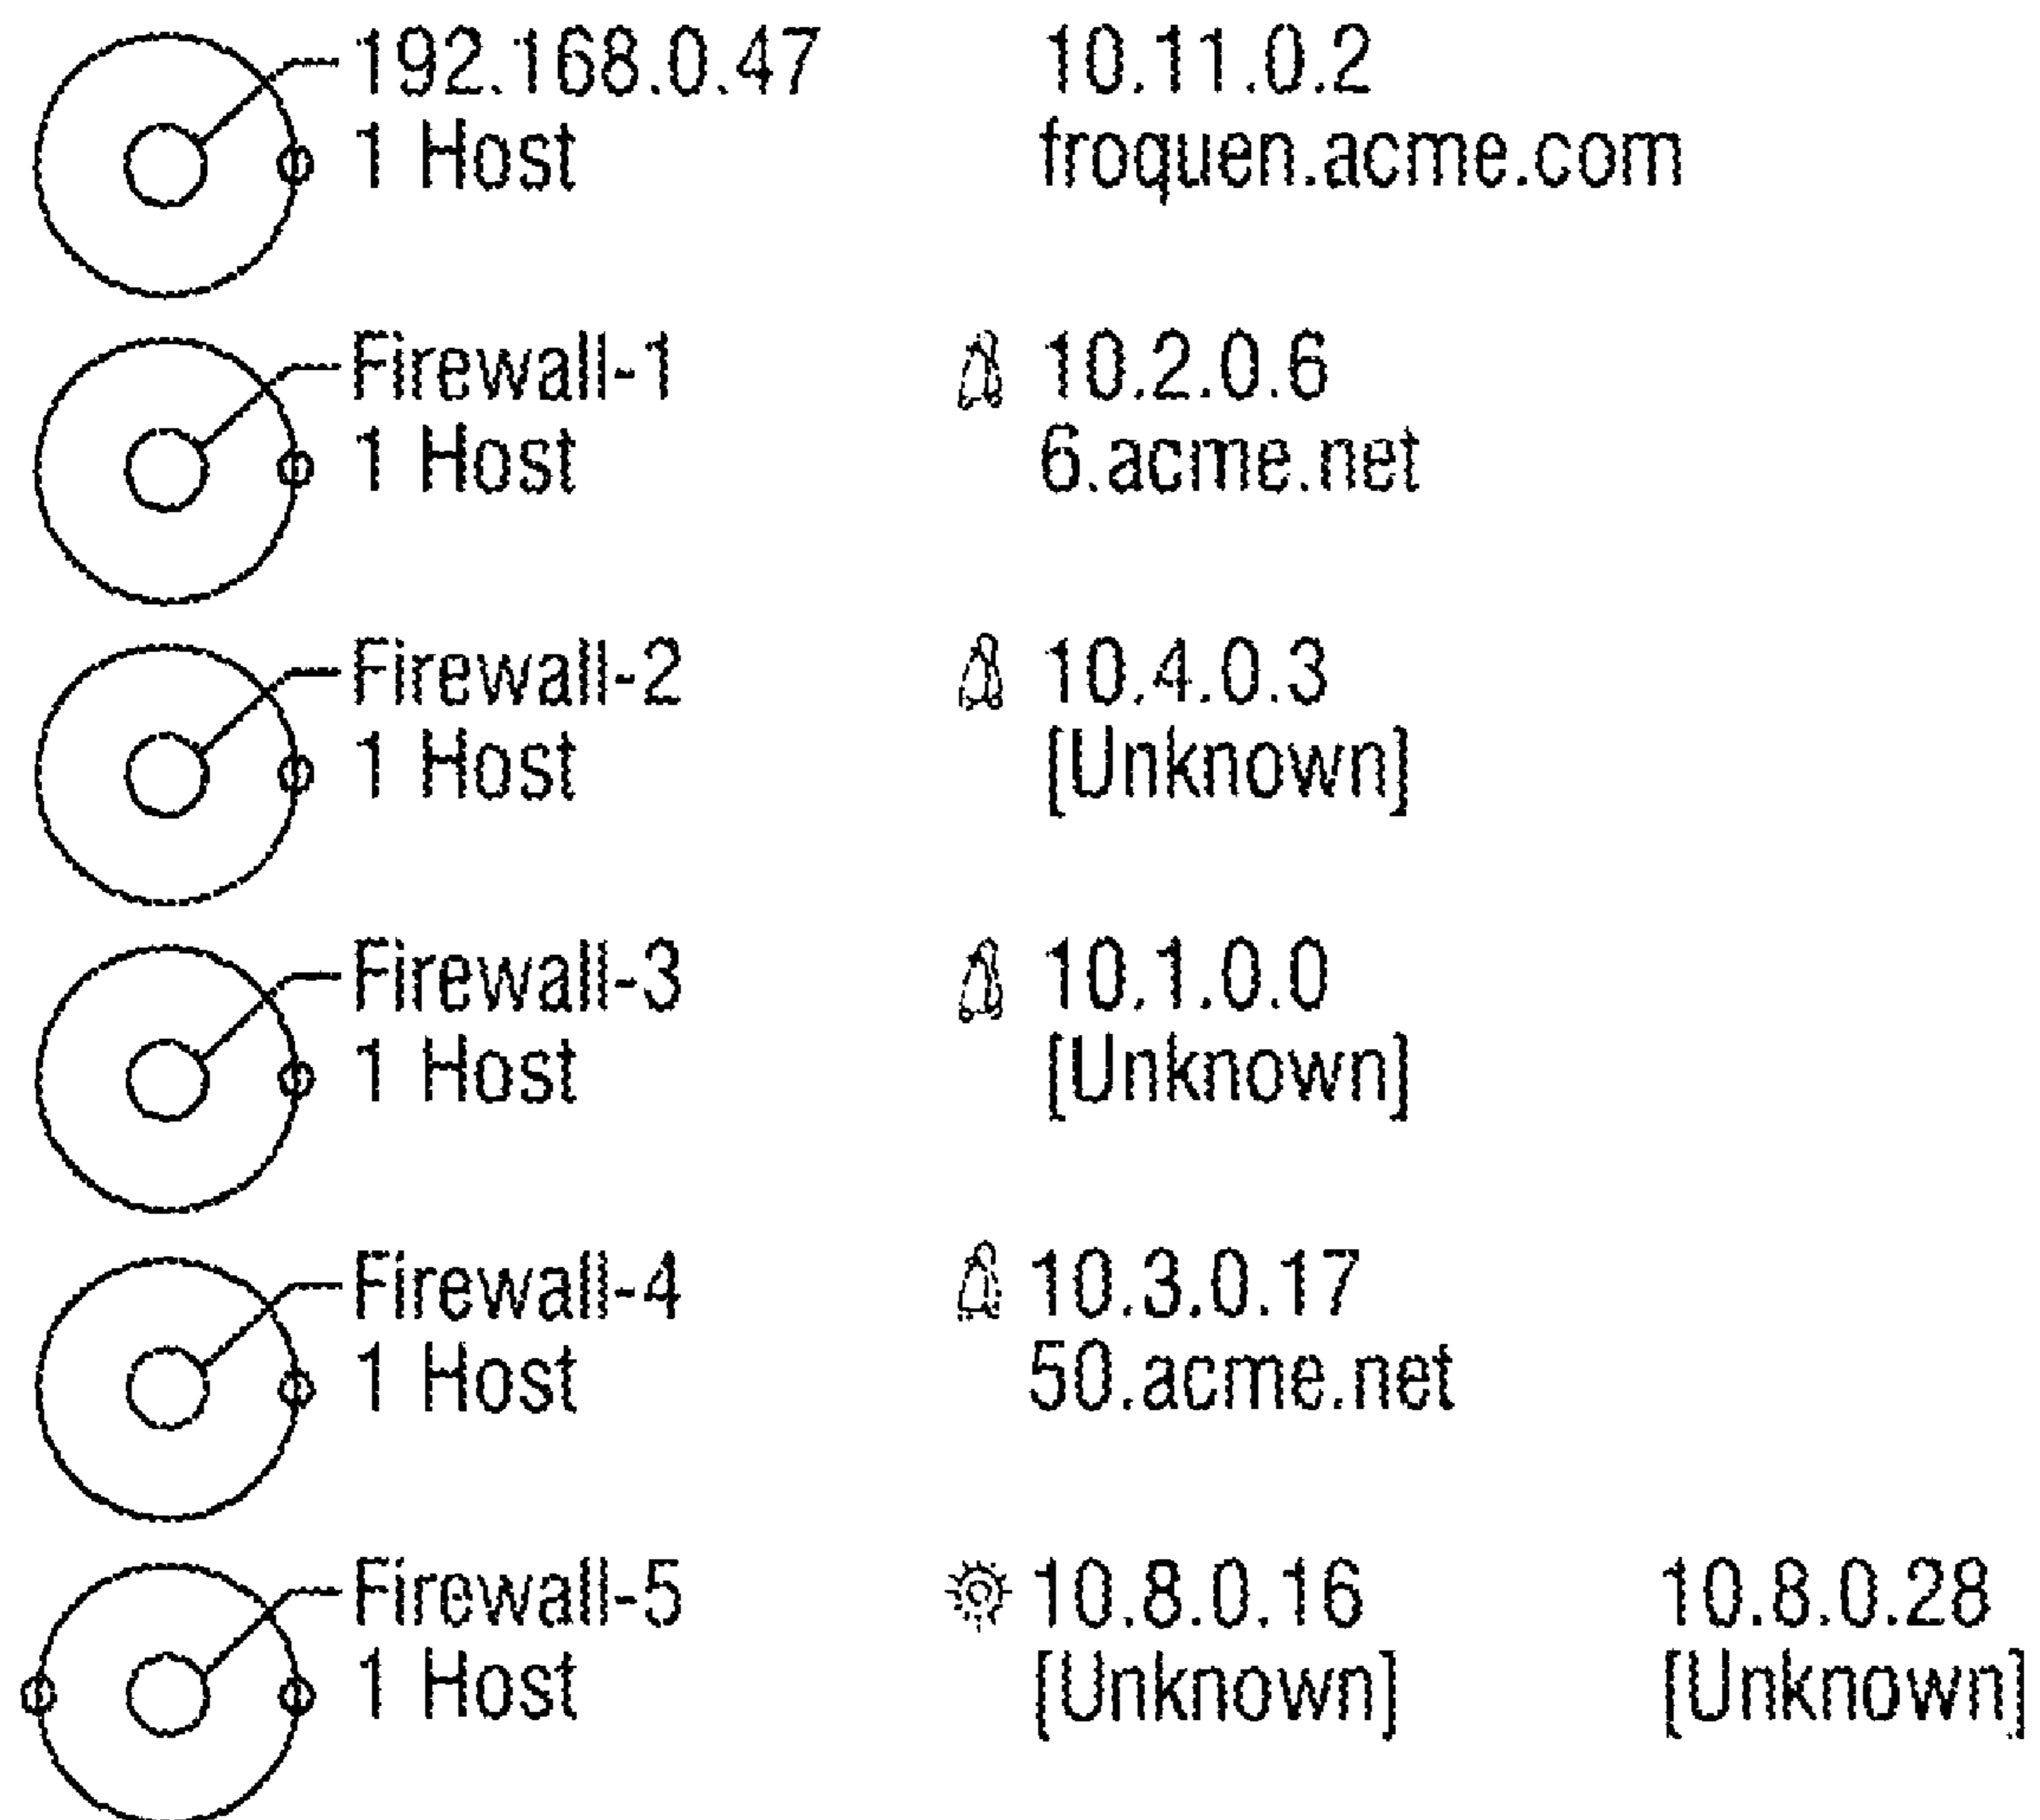 192.168.0.47 10.11.0.2
1 Host froquen.acme.com
Firewall-1 10.2.0.6
1 Host 6.acme.net
Firewall-2 10.4.0.3
1 Host [Unknown]
Firewall-3 10.1.0.0
1 Host [Unknown]
Firewall-4 10.3.0.17
1 Host 50.acme.net
Firewall-5 10.8.0.16 10.8.0.28
1 Host [Unknown] [Unknown]